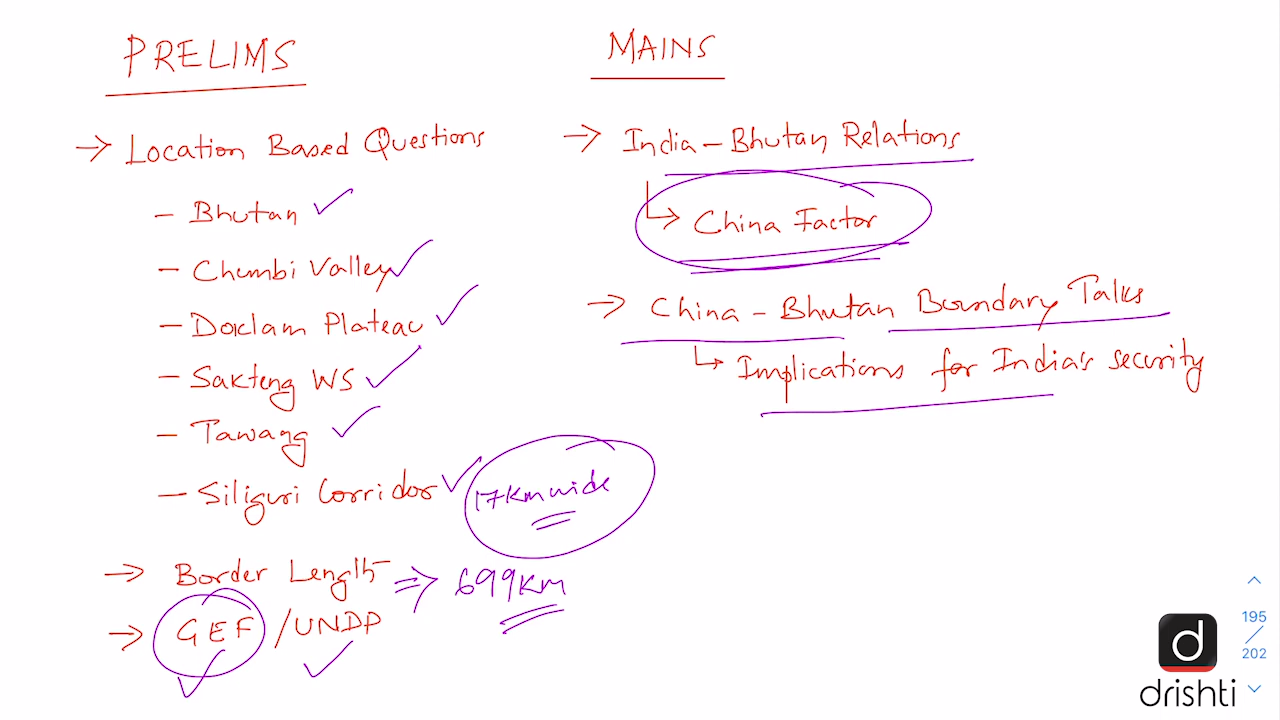 PRELIMS
→ Location Based Questions
- Bhutan ✓
- Chumbi Valley ✓
- Doklam Plateau ✓
- Sakteng WS ✓
- Tawang ✓
- Siliguri Corridor ✓ 17km wide
→ Border Length ⇒ 699km
→ GEF / UNDP
MAINS
→ India-Bhutan Relations
↳ China Factor
→ China - Bhutan Boundary Talks
↳ Implications for India's security
195
/
202
d
drishti